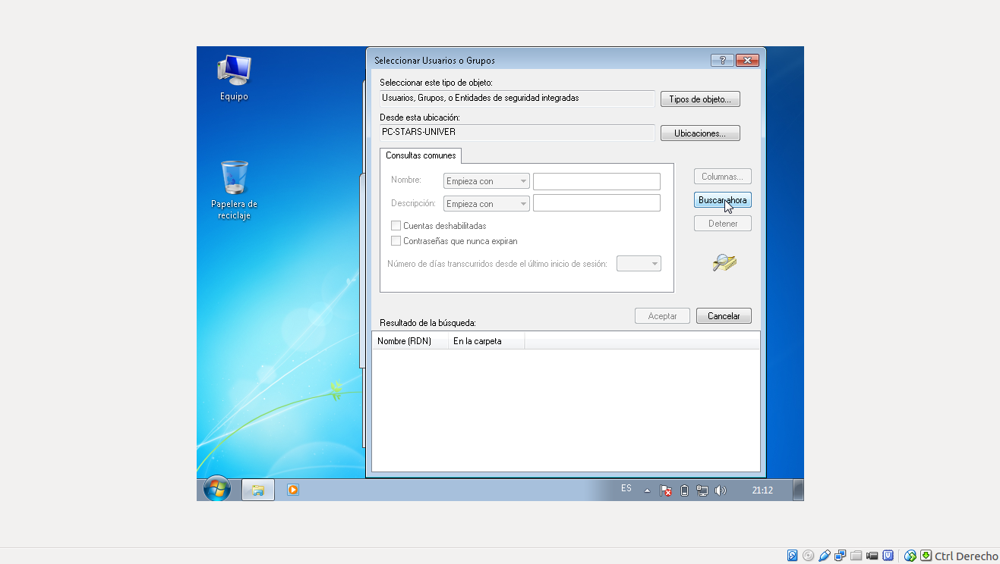 Equipo
Papelera de
reciclaje
Seleccionar Usuarios o Grupos
Seleccionar este tipo de objeto:
Usuarios, Grupos, o Entidades de seguridad integradas
Tipos de objeto...
Desde esta ubicación:
PC-STARS-UNIVER
Ubicaciones...
Consultas comunes
Nombre:
Empieza con
Columnas...
Descripción:
Empieza con
Buscar ahora
Cuentas deshabilitadas
Detener
Contraseñas que nunca expiran
Número de días transcurridos desde el último inicio de sesión:
Aceptar
Cancelar
Resultado de la búsqueda:
Nombre (RDN)
En la carpeta
ES
21:12
Ctrl Derecho